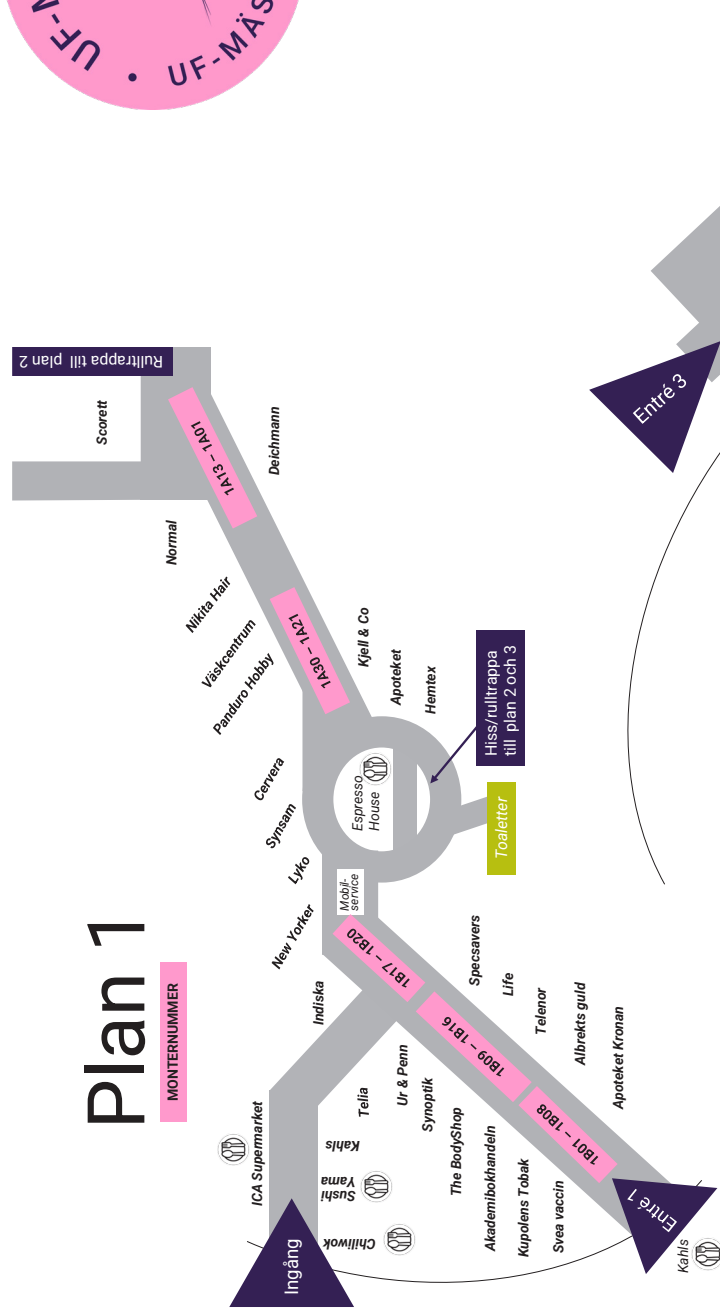 UF-M
UF
•
UF-MÄS
Plan 1
MONTERNUMMER
Rulltrappa till plan 2
Scorett
1A13 – 1A01
Deichmann
Normal
Nikita Hair
Väskcentrum
Panduro Hobby
1A30 – 1A21
Kjell & Co
Apoteket
Hemtex
Cervera
Synsam
Lyko
New Yorker
Espresso
House
Hiss/rulltrappa
till plan 2 och 3
Toaletter
Mobil-
service
1B17 – 1B20
1B09 – 1B16
1B01 – 1B08
Indiska
ICA Supermarket
Kahls
Sushi
Yama
Chiliwok
Ingång
Telia
Ur & Penn
Synoptik
The BodyShop
Akademibokhandeln
Kupolens Tobak
Svea vaccin
Specsavers
Life
Telenor
Albrekts guld
Apoteket Kronan
Entré 1
Kahls
Entré 3